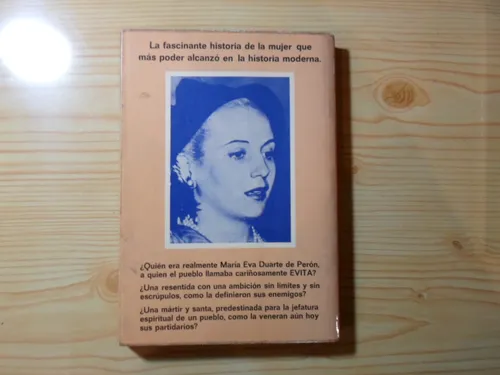 La fascinante historia de la mujer que
más poder alcanzó en la historia moderna.
¿Quién era realmente María Eva Duarte de Perón,
a quien el pueblo llamaba cariñosamente EVITA?
¿Una resentida con una ambición sin límites y sin
escrúpulos, como la definieron sus enemigos?
¿Una mártir y santa, predestinada para la jefatura
espiritual de un pueblo, como la veneran aún hoy
sus partidarios?